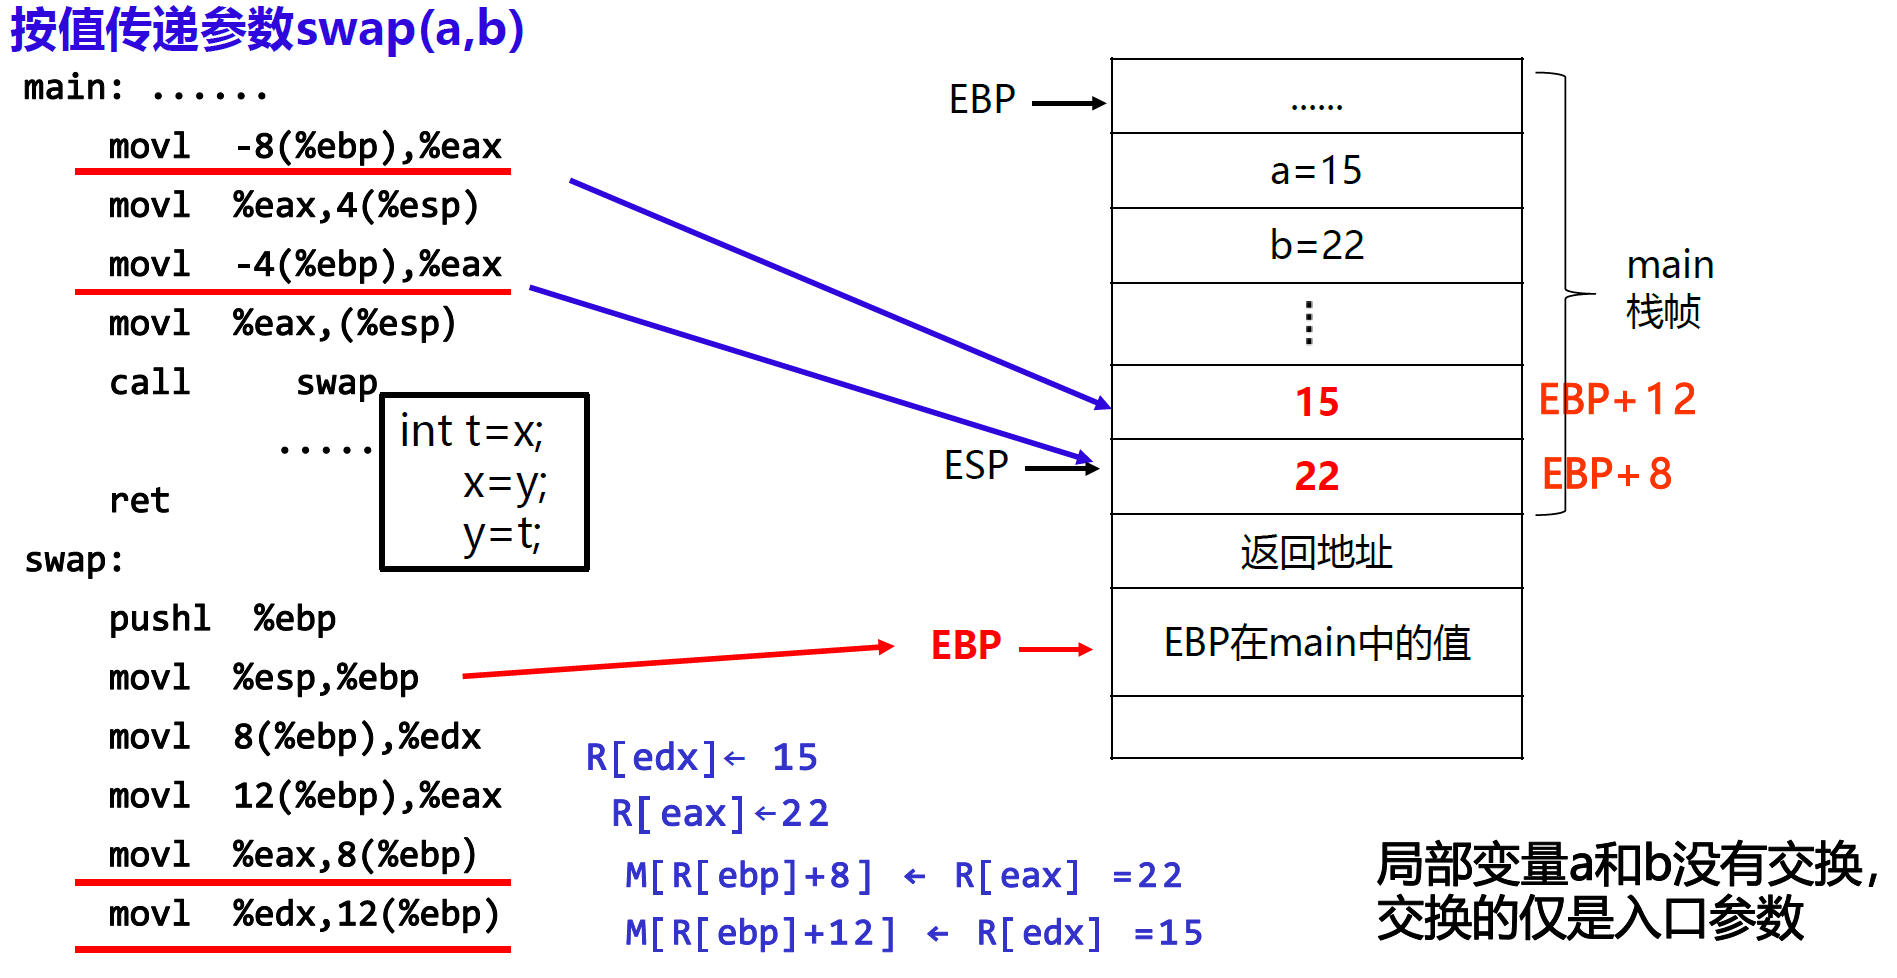 按值传递参数swap(a,b)
main: ......
movl -8(%ebp),%eax
movl %eax,4(%esp)
movl -4(%ebp),%eax
movl %eax,(%esp)
call swap
.....
ret
int t=x;
x=y;
y=t;
swap:
pushl %ebp
movl %esp,%ebp
movl 8(%ebp),%edx
movl 12(%ebp),%eax
movl %eax,8(%ebp)
movl %edx,12(%ebp)
R[edx]← 15
R[eax]←22
M[R[ebp]+8] ← R[eax] =22
M[R[ebp]+12] ← R[edx] =15
EBP
......
a=15
b=22
15
EBP+12
ESP
22
EBP+8
main
栈帧
返回地址
EBP
EBP在main中的值
局部变量a和b没有交换,
交换的仅是入口参数